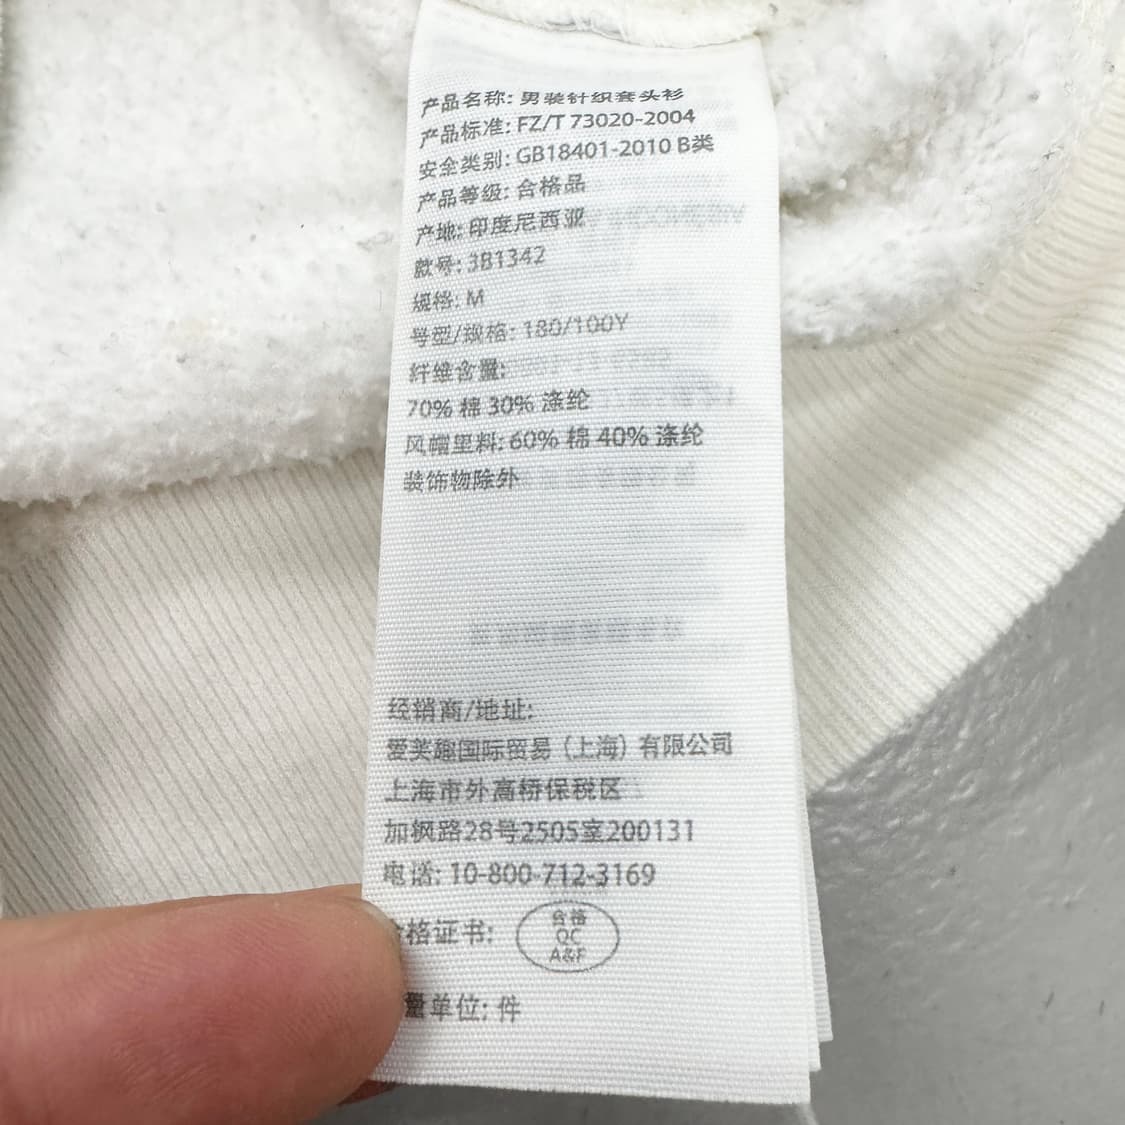 产品名称: 男装针织套头衫
产品标准: FZ/T 73020-2004
安全类别: GB18401-2010 B类
产品等级: 合格品
产地: 印度尼西亚
款号: 3B1342
规格: M
号型/规格: 180/100Y
纤维含量:
70% 棉 30% 涤纶
风帽里料: 60% 棉 40% 涤纶
装饰物除外
经销商/地址:
爱芙趣国际贸易（上海）有限公司
上海市外高桥保税区
加枫路28号2505室200131
电话: 10-800-712-3169
格证书:
合格
QC
A&F
量单位: 件